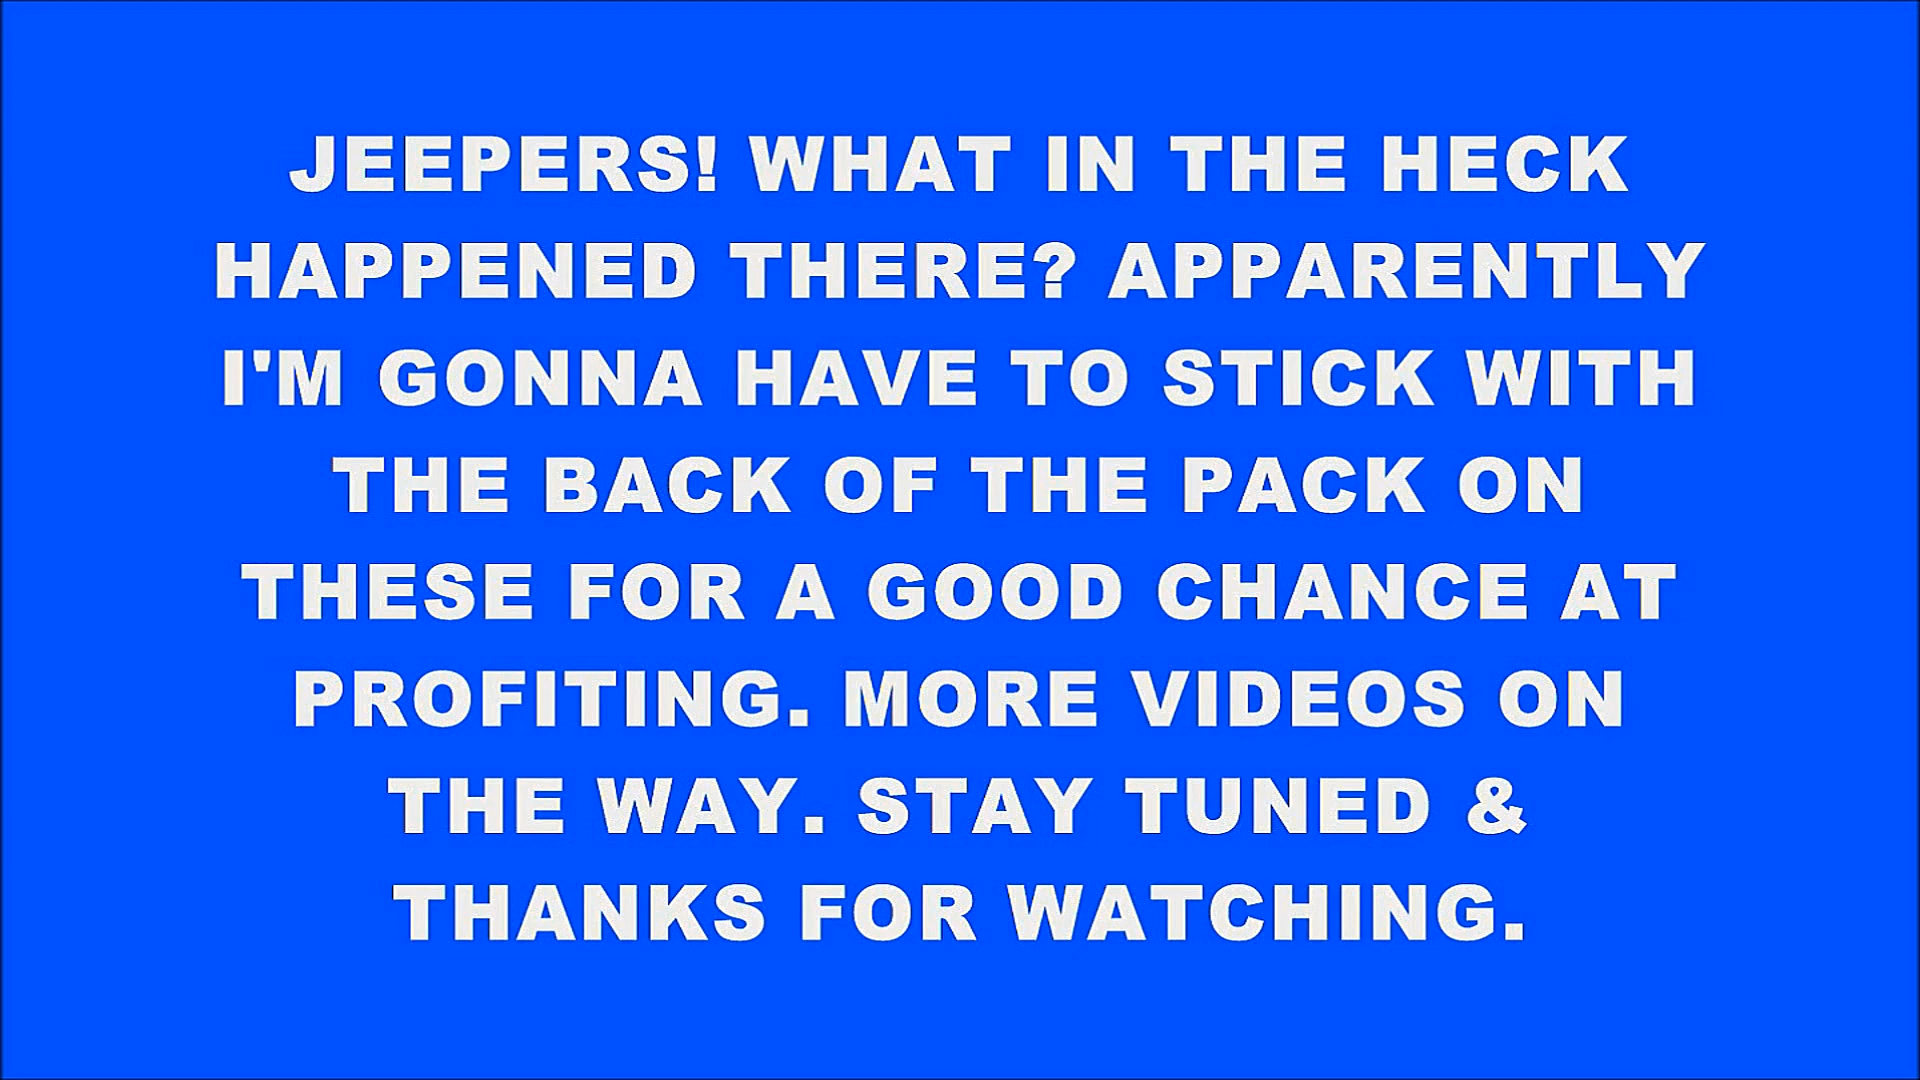 JEEPERS! WHAT IN THE HECK
HAPPENED THERE? APPARENTLY
I'M GONNA HAVE TO STICK WITH
THE BACK OF THE PACK ON
THESE FOR A GOOD CHANCE AT
PROFITING. MORE VIDEOS ON
THE WAY. STAY TUNED &
THANKS FOR WATCHING.